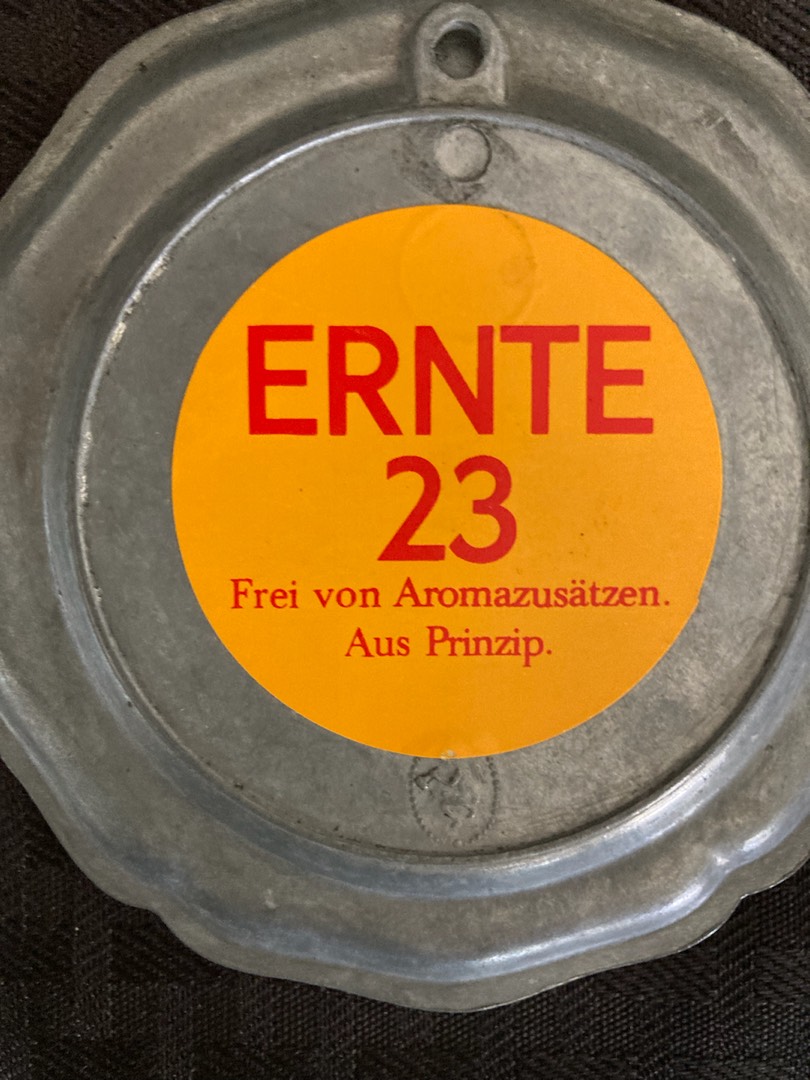 ERNTE
23
Frei von Aromazusätzen.
Aus Prinzip.